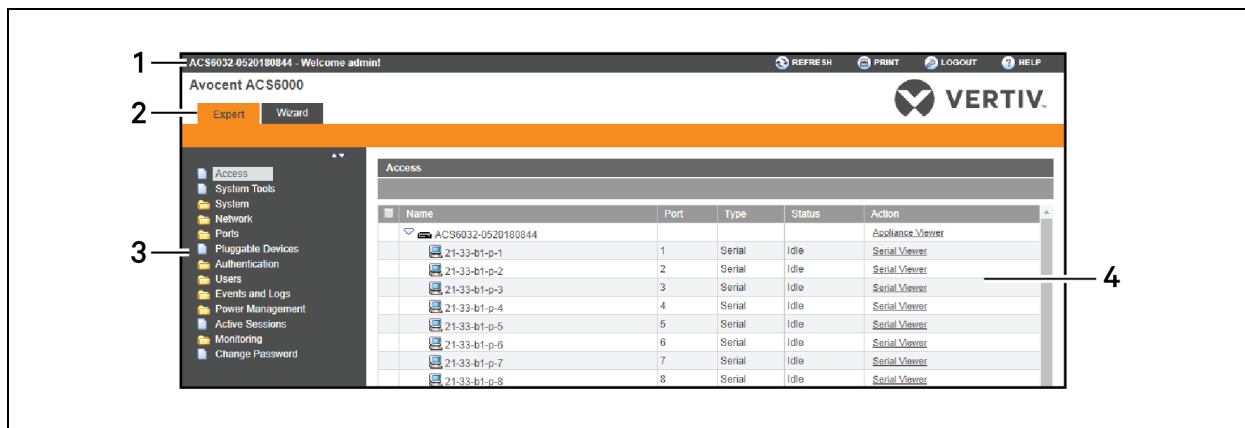 1
ACS6032-0520180844 - Welcome admin!
REFRESH PRINT LOGOUT HELP
Avocent ACS6000
VERTIV.
2
Expert Wizard
Access
System Tools
System
Network
Ports
3
Pluggable Devices
Authentication
Users
Events and Logs
Power Management
Active Sessions
Monitoring
Change Password
Access
Name Port Type Status Action
ACS6032-0520180844 Appliance Viewer
21-33-b1-p-1 1 Serial Idle Serial Viewer
21-33-b1-p-2 2 Serial Idle Serial Viewer
21-33-b1-p-3 3 Serial Idle Serial Viewer
4
21-33-b1-p-4 4 Serial Idle Serial Viewer
21-33-b1-p-5 5 Serial Idle Serial Viewer
21-33-b1-p-6 6 Serial Idle Serial Viewer
21-33-b1-p-7 7 Serial Idle Serial Viewer
21-33-b1-p-8 8 Serial Idle Serial Viewer